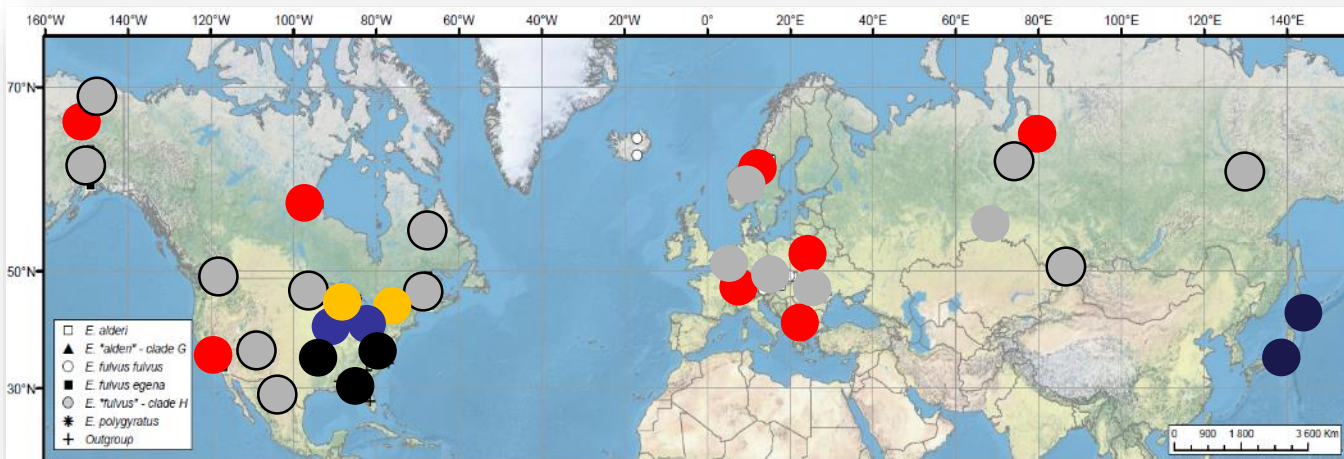 160°W 140°W 120°W 100°W 80°W 60°W 40°W 20°W 0° 20°E 40°E 60°E 80°E 100°E 120°E 140°E
70°N
50°N
30°N
E. alderi
E. "alderi" - clade G
E. fulvus fulvus
E. fulvus egena
E. "fulvus" - clade H
E. polygyratus
Outgroup
0 900 1 800 3 600 Km